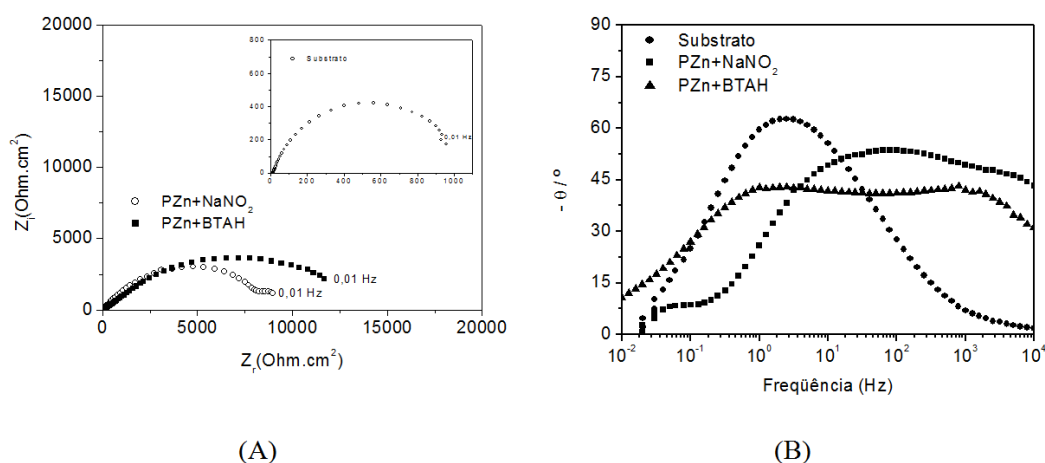 20000
15000
10000
5000
0
Z_i(Ohm.cm²)
0 5000 10000 15000 20000
Z_r(Ohm.cm²)
PZn+NaNO₂
PZn+BTAH
0,01 Hz
0,01 Hz
800
600
400
200
0
0 200 400 600 800 1000
Substrato
0,01 Hz
(A)
90
75
60
45
30
15
0
- θ / º
Substrato
PZn+NaNO₂
PZn+BTAH
10⁻² 10⁻¹ 10⁰ 10¹ 10² 10³ 10⁴
Freqüência (Hz)
(B)